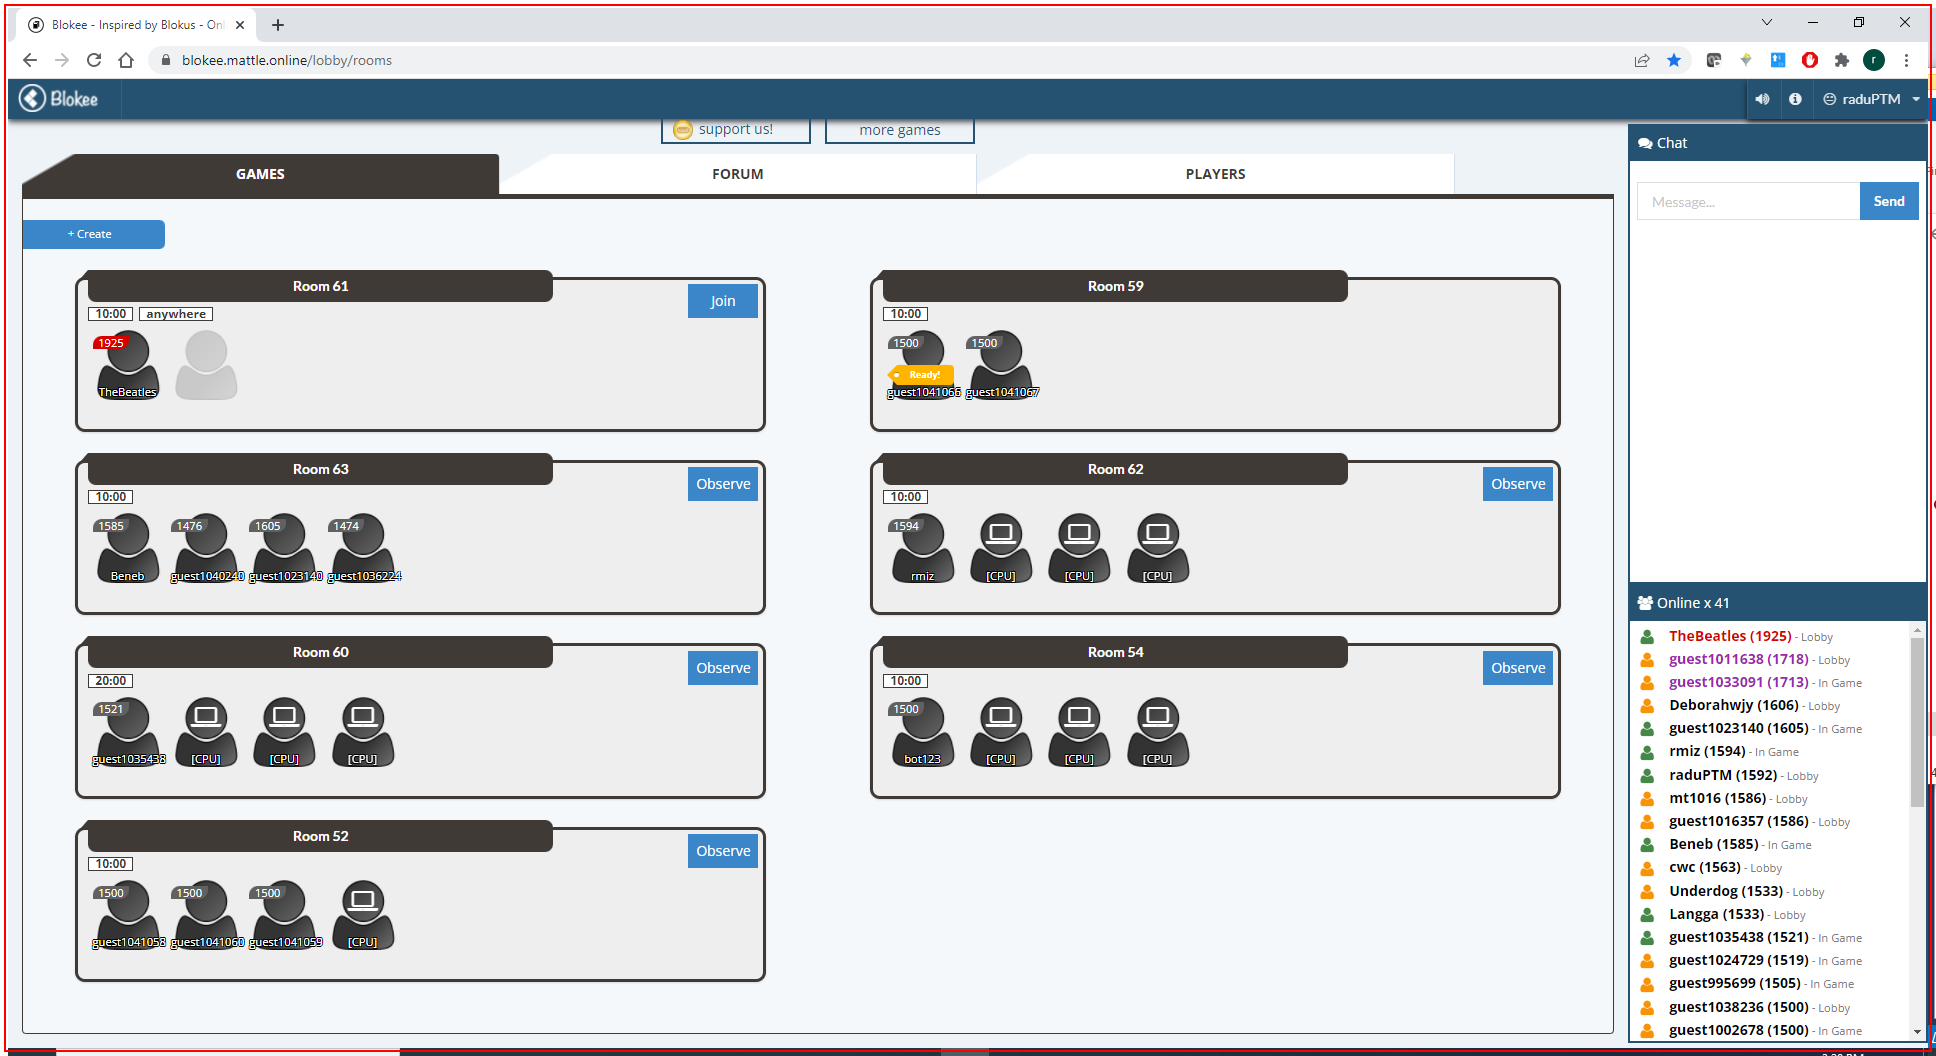 Blokee - Inspired by Blokus - Onl
blokee.mattle.online/lobby/rooms
r
Blokee
raduPTM
support us!
more games
GAMES
FORUM
PLAYERS
+ Create
Room 61
Join
10:00
anywhere
1925
TheBeatles
Room 59
10:00
1500
1500
Ready!
guest1041066
guest1041067
Room 63
Observe
10:00
1585
1476
1605
1474
Beneb
guest1040240
guest1023140
guest1036224
Room 62
Observe
10:00
1594
rmiz
[CPU]
[CPU]
[CPU]
Room 60
Observe
20:00
1521
guest1035438
[CPU]
[CPU]
[CPU]
Room 54
Observe
10:00
1500
bot123
[CPU]
[CPU]
[CPU]
Room 52
Observe
10:00
1500
1500
1500
guest1041058
guest1041060
guest1041059
[CPU]
Chat
Message...
Send
Online x 41
TheBeatles (1925) - Lobby
guest1011638 (1718) - Lobby
guest1033091 (1713) - In Game
Deborahwjy (1606) - Lobby
guest1023140 (1605) - In Game
rmiz (1594) - In Game
raduPTM (1592) - Lobby
mt1016 (1586) - Lobby
guest1016357 (1586) - Lobby
Beneb (1585) - In Game
cwc (1563) - Lobby
Underdog (1533) - Lobby
Langga (1533) - Lobby
guest1035438 (1521) - In Game
guest1024729 (1519) - In Game
guest995699 (1505) - In Game
guest1038236 (1500) - Lobby
guest1002678 (1500) - In Game